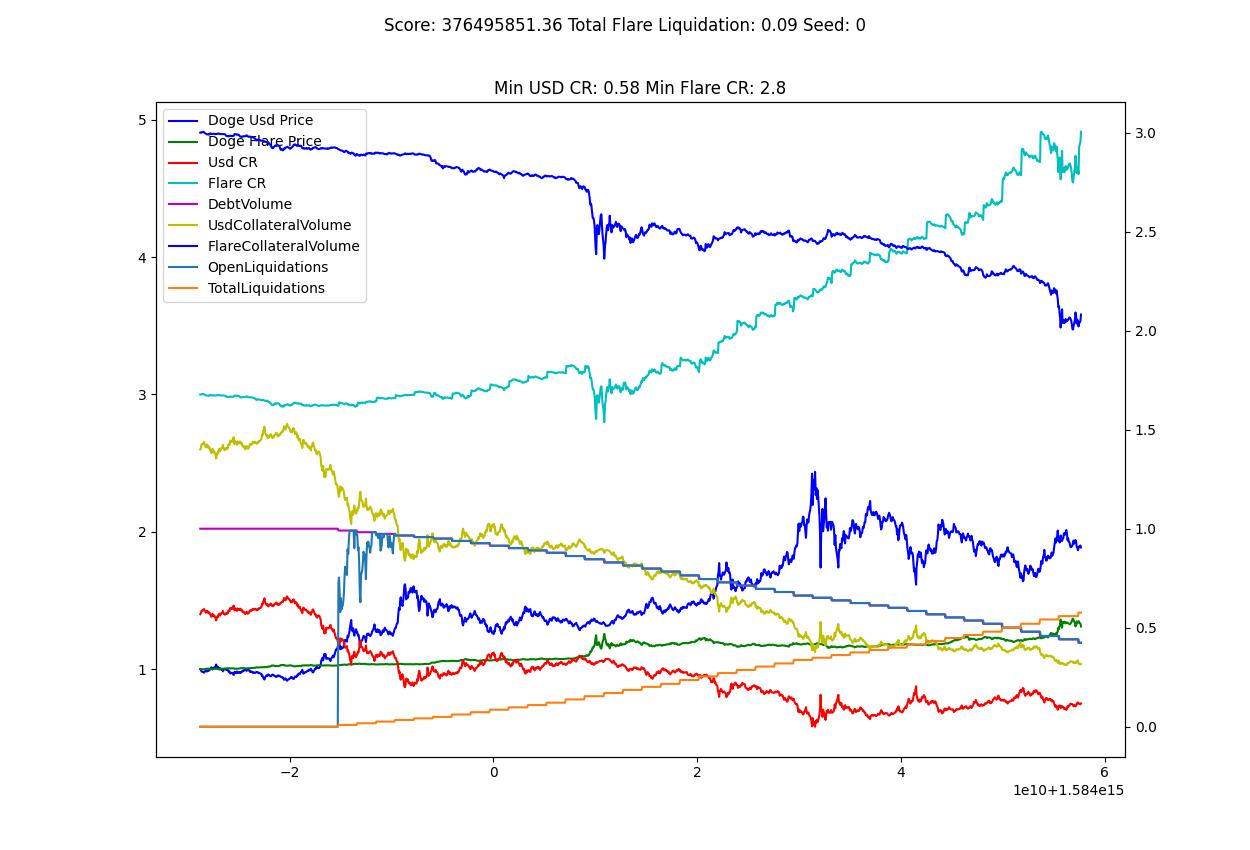 Score: 376495851.36 Total Flare Liquidation: 0.09 Seed: 0
Min USD CR: 0.58 Min Flare CR: 2.8
Doge Usd Price
Doge Flare Price
Usd CR
Flare CR
DebtVolume
UsdCollateralVolume
FlareCollateralVolume
OpenLiquidations
TotalLiquidations
5
4
3
2
1
3.0
2.5
2.0
1.5
1.0
0.5
0.0
−2
0
2
4
6
1e10+1.584e15